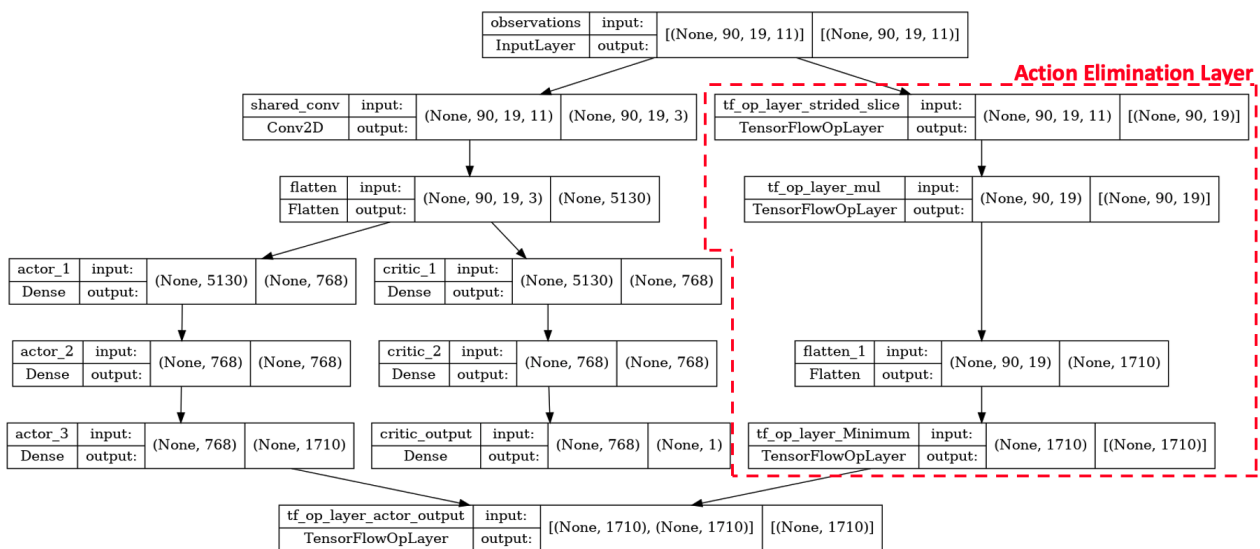 observations input: [(None, 90, 19, 11)] [(None, 90, 19, 11)]
InputLayer output:
Action Elimination Layer
shared_conv input: (None, 90, 19, 11) (None, 90, 19, 3)
Conv2D output:
tf_op_layer_strided_slice input: (None, 90, 19, 11) [(None, 90, 19)]
TensorFlowOpLayer output:
flatten input: (None, 90, 19, 3) (None, 5130)
Flatten output:
tf_op_layer_mul input: (None, 90, 19) [(None, 90, 19)]
TensorFlowOpLayer output:
actor_1 input: (None, 5130) (None, 768)
Dense output:
critic_1 input: (None, 5130) (None, 768)
Dense output:
actor_2 input: (None, 768) (None, 768)
Dense output:
critic_2 input: (None, 768) (None, 768)
Dense output:
flatten_1 input: (None, 90, 19) (None, 1710)
Flatten output:
actor_3 input: (None, 768) (None, 1710)
Dense output:
critic_output input: (None, 768) (None, 1)
Dense output:
tf_op_layer_Minimum input: (None, 1710) [(None, 1710)]
TensorFlowOpLayer output:
tf_op_layer_actor_output input: [(None, 1710), (None, 1710)] [(None, 1710)]
TensorFlowOpLayer output: